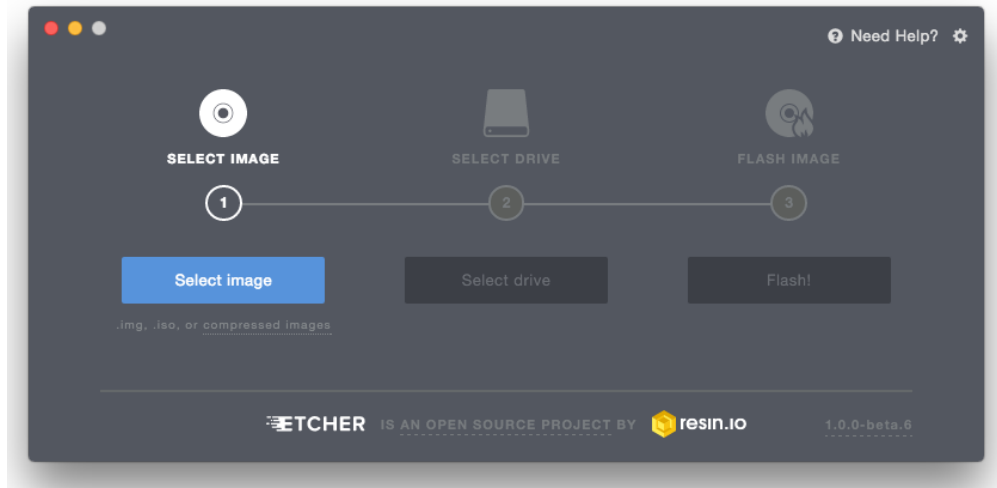 Need Help?
SELECT IMAGE
SELECT DRIVE
FLASH IMAGE
1
2
3
Select image
Select drive
Flash!
.img, .iso, or compressed images
ETCHER IS AN OPEN SOURCE PROJECT BY resin.io
1.0.0-beta.6